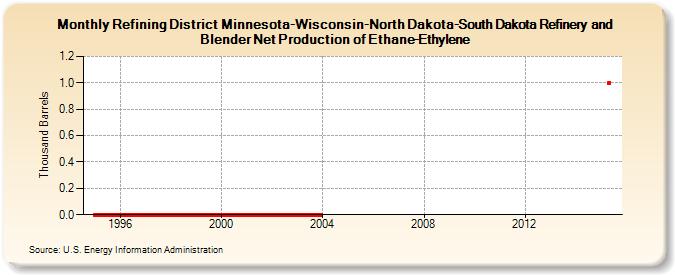 Monthly Refining District Minnesota-Wisconsin-North Dakota-South Dakota Refinery and
Blender Net Production of Ethane-Ethylene
Thousand Barrels
1.2
1.0
0.8
0.6
0.4
0.2
0.0
1996 2000 2004 2008 2012
Source: U.S. Energy Information Administration